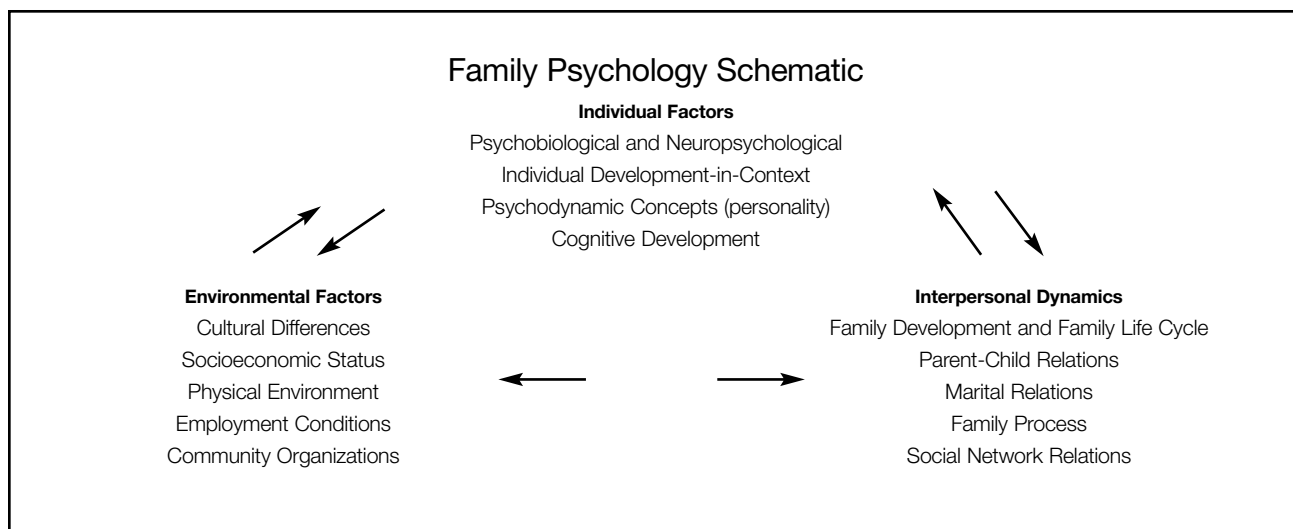 Family Psychology Schematic
Individual Factors
Psychobiological and Neuropsychological
Individual Development-in-Context
Psychodynamic Concepts (personality)
Cognitive Development
Environmental Factors
Cultural Differences
Socioeconomic Status
Physical Environment
Employment Conditions
Community Organizations
Interpersonal Dynamics
Family Development and Family Life Cycle
Parent-Child Relations
Marital Relations
Family Process
Social Network Relations